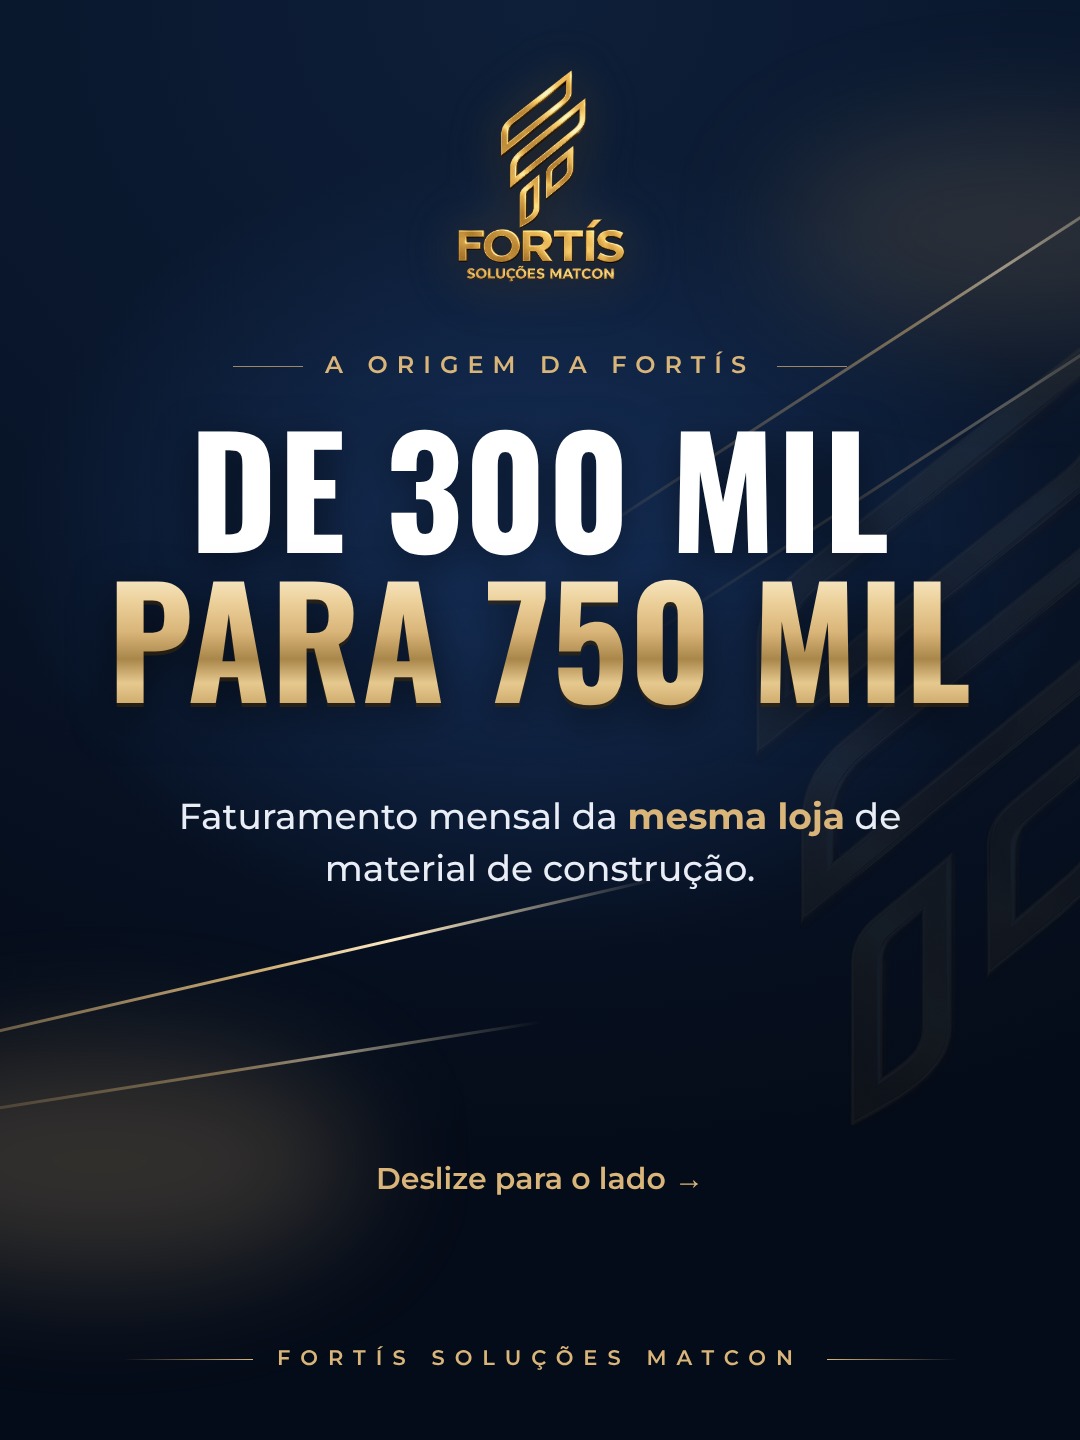 FORTÍS
SOLUÇÕES MATCON
A ORIGEM DA FORTÍS
DE 300 MIL
PARA 750 MIL
Faturamento mensal da mesma loja de
material de construção.
Deslize para o lado →
FORTÍS SOLUÇÕES MATCON